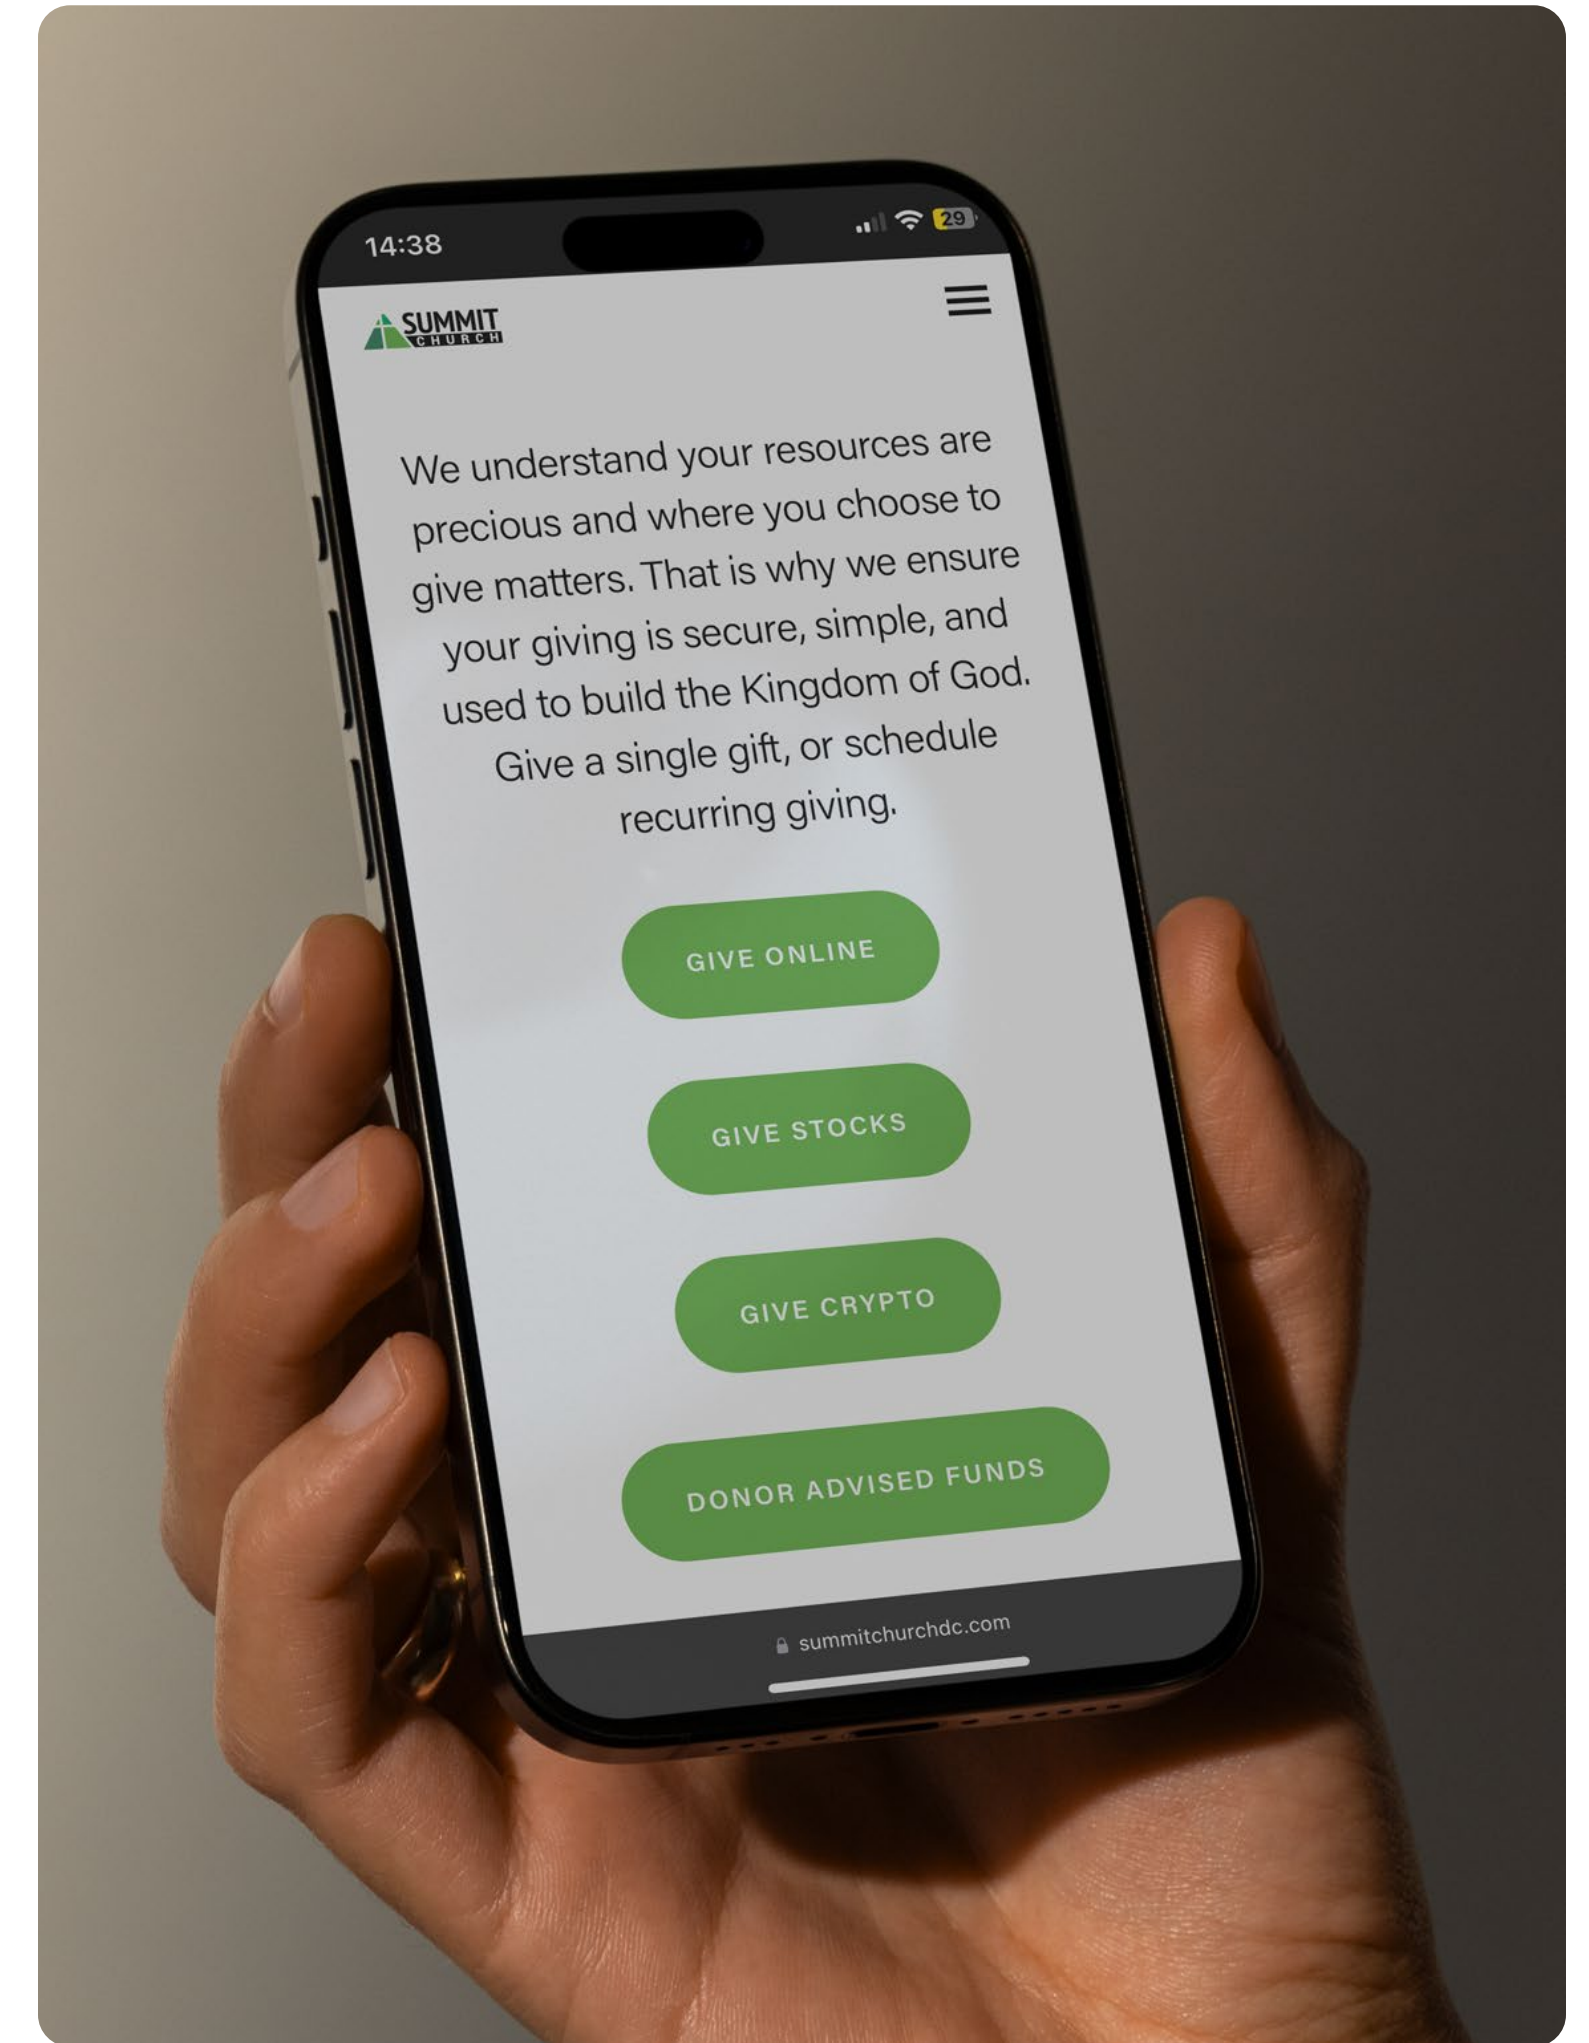 14:38
29
SUMMIT
CHURCH
We understand your resources are
precious and where you choose to
give matters. That is why we ensure
your giving is secure, simple, and
used to build the Kingdom of God.
Give a single gift, or schedule
recurring giving.
GIVE ONLINE
GIVE STOCKS
GIVE CRYPTO
DONOR ADVISED FUNDS
summitchurchdc.com